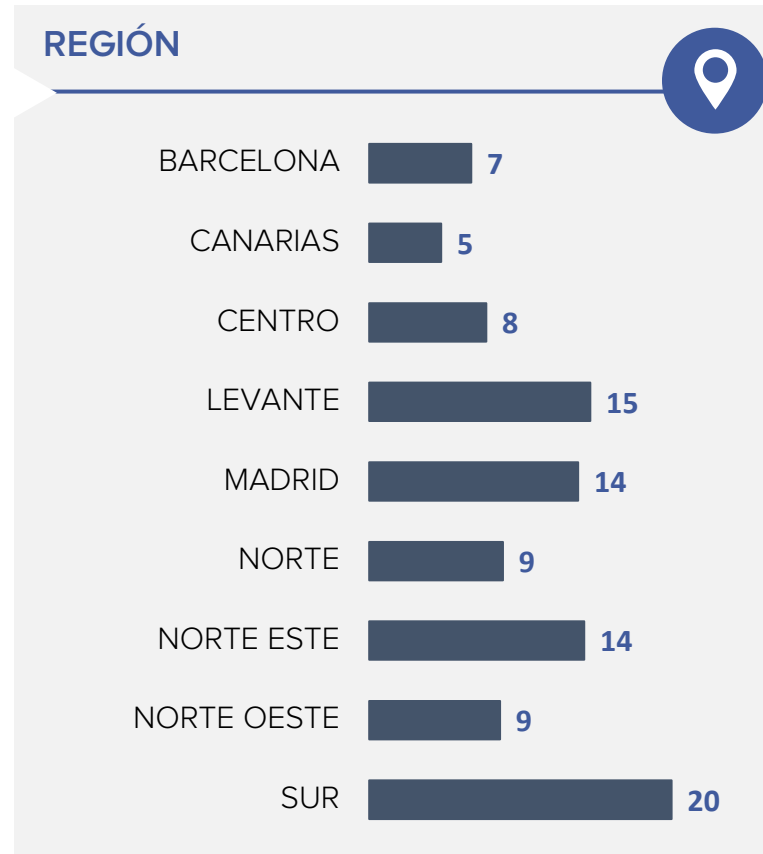 REGIÓN
BARCELONA 7
CANARIAS 5
CENTRO 8
LEVANTE 15
MADRID 14
NORTE 9
NORTE ESTE 14
NORTE OESTE 9
SUR 20